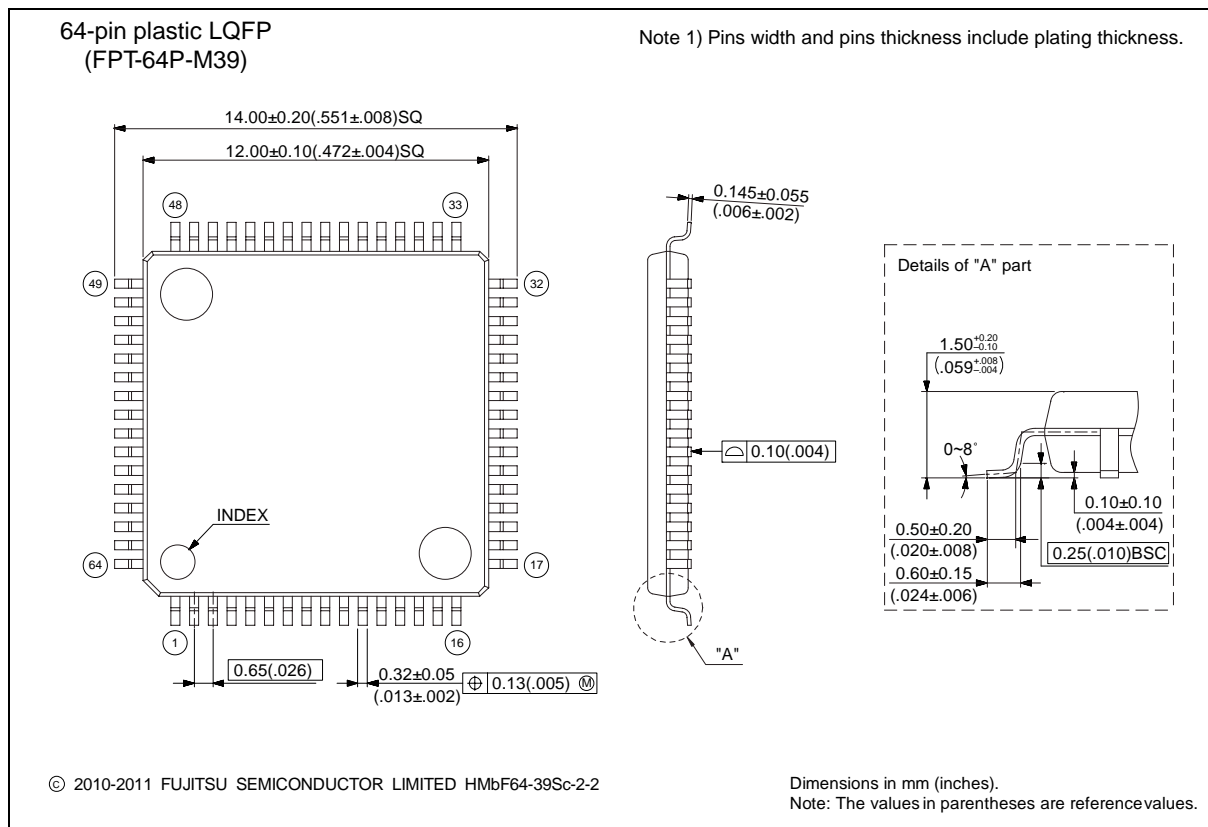 64-pin plastic LQFP
(FPT-64P-M39)
Note 1) Pins width and pins thickness include plating thickness.
14.00±0.20(.551±.008)SQ
12.00±0.10(.472±.004)SQ
48
33
49
32
INDEX
64
17
1
16
0.65(.026)
0.32±0.05
(.013±.002)
⌖ 0.13(.005) Ⓜ
0.145±0.055
(.006±.002)
⌓ 0.10(.004)
"A"
Details of "A" part
1.50+0.20 –0.10
(.059+.008 –.004)
0~8°
0.10±0.10
(.004±.004)
0.50±0.20
(.020±.008)
0.25(.010)BSC
0.60±0.15
(.024±.006)
© 2010-2011 FUJITSU SEMICONDUCTOR LIMITED HMbF64-39Sc-2-2
Dimensions in mm (inches).
Note: The values in parentheses are reference values.